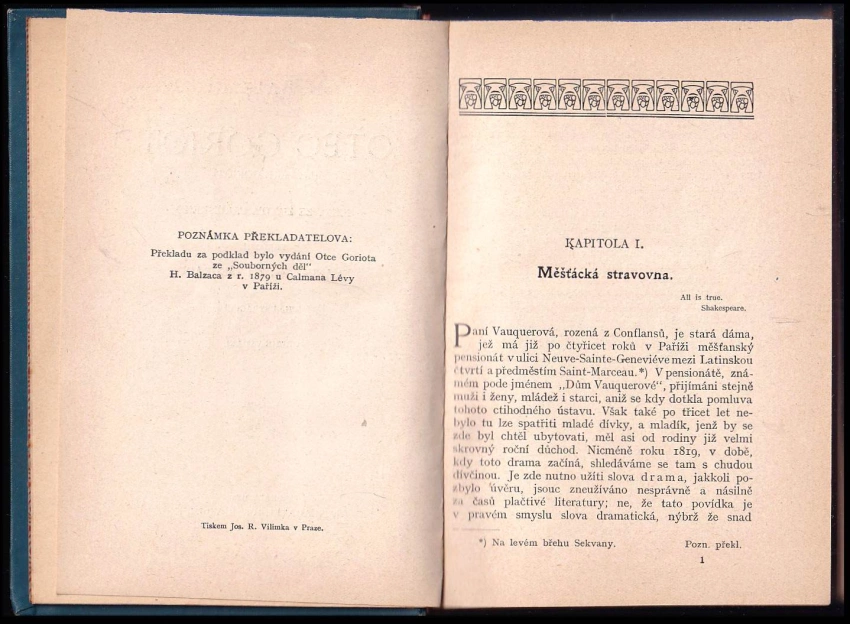 POZNÁMKA PŘEKLADATELOVA:
Překladu za podklad bylo vydání Otce Goriota
ze „Souborných děl"
H. Balzaca z r. 1879 u Calmana Lévy
v Paříži.
Tiskem Jos. R. Vilímka v Praze.
KAPITOLA I.
Měšťácká stravovna.
All is true.
Shakespeare.
Paní Vauquerová, rozená z Conflansů, je stará dáma,
jež má již po čtyřicet roků v Paříži měšťanský
pensionát v ulici Neuve-Sainte-Geneviéve mezi Latinskou
čtvrtí a předměstím Saint-Marceau.*) V pensionátě, zná-
mém pode jménem „Dům Vauquerové", přijímáni stejně
muži i ženy, mládež i starci, aniž se kdy dotkla pomluva
tohoto ctihodného ústavu. Však také po třicet let ne-
bylo tu lze spatřiti mladé dívky, a mladík, jenž by se
zde byl chtěl ubytovati, měl asi od rodiny již velmi
skrovný roční důchod. Nicméně roku 1819, v době,
kdy toto drama začíná, shledáváme se tam s chudou
dívčinou. Je zde nutno užíti slova drama, jakkoli po-
zbylo úvěru, jsouc zneužíváno nesprávně a násilně
za časů plačtivé literatury; ne, že tato povídka je
v pravém smyslu slova dramatická, nýbrž že snad
*) Na levém břehu Sekvany. Pozn. překl.
1